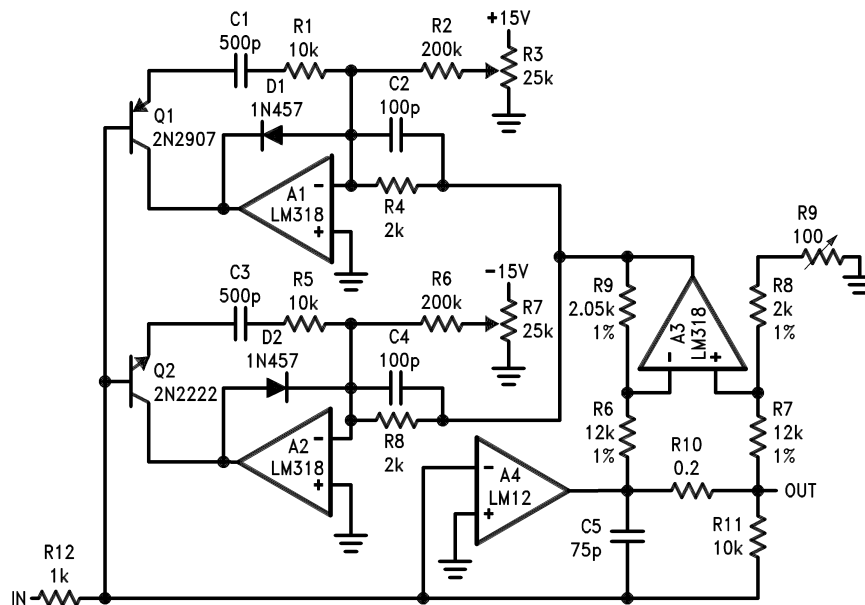 C1
500p
R1
10k
R2
200k
+15V
R3
25k
D1
1N457
C2
100p
Q1
2N2907
A1
LM318
−
+
R4
2k
C3
500p
R5
10k
R6
200k
−15V
R7
25k
D2
1N457
C4
100p
Q2
2N2222
A2
LM318
−
+
R8
2k
R9
2.05k
1%
A3
LM318
−
+
R8
2k
1%
R9
100
R6
12k
1%
R7
12k
1%
A4
LM12
−
+
R10
0.2
OUT
C5
75p
R11
10k
R12
1k
IN